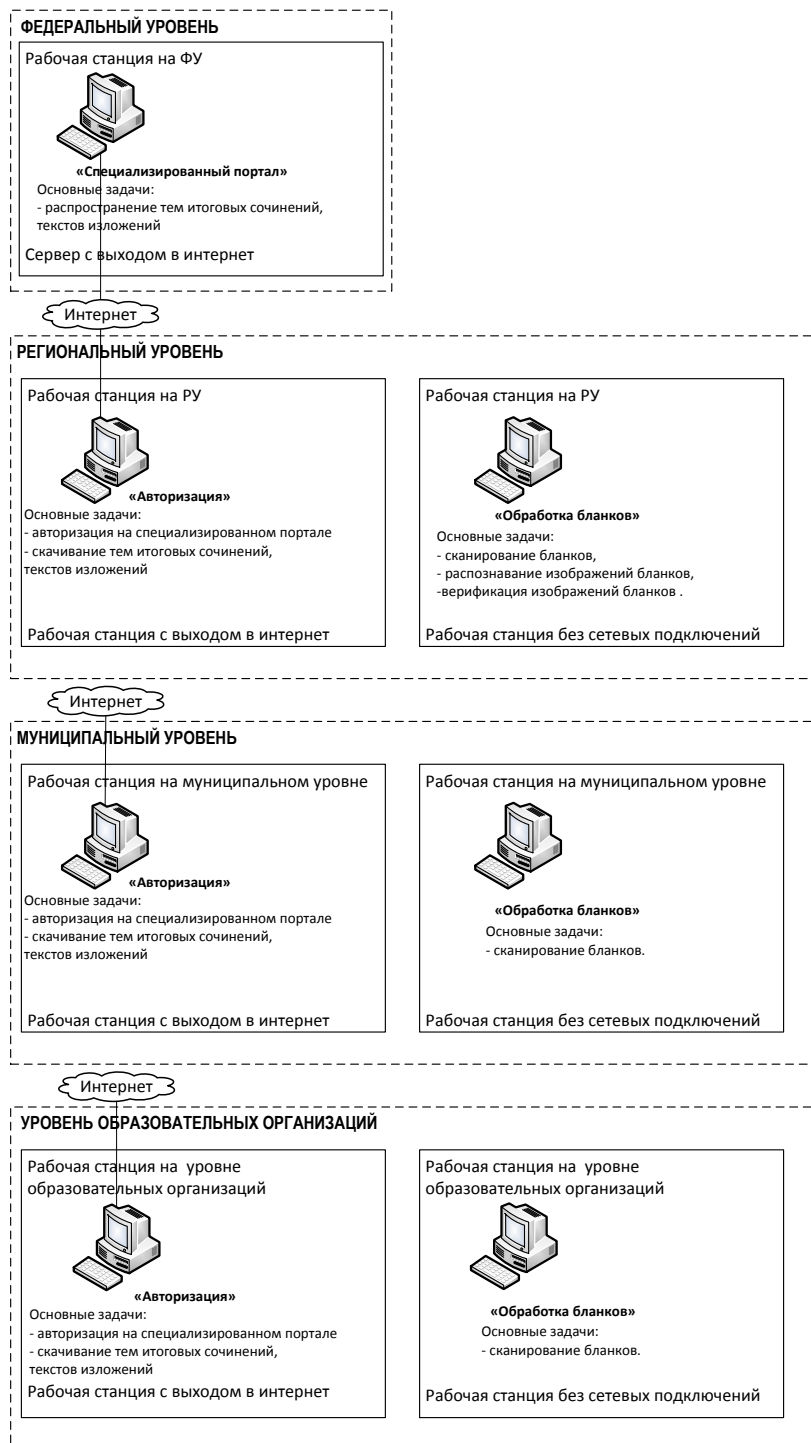 ФЕДЕРАЛЬНЫЙ УРОВЕНЬ
Рабочая станция на ФУ
«Специализированный портал»
Основные задачи:
- распространение тем итоговых сочинений,
текстов изложений
Сервер с выходом в интернет
Интернет
РЕГИОНАЛЬНЫЙ УРОВЕНЬ
Рабочая станция на РУ
«Авторизация»
Основные задачи:
- авторизация на специализированном портале
- скачивание тем итоговых сочинений,
текстов изложений
Рабочая станция с выходом в интернет
Рабочая станция на РУ
«Обработка бланков»
Основные задачи:
- сканирование бланков,
- распознавание изображений бланков,
-верификация изображений бланков .
Рабочая станция без сетевых подключений
Интернет
МУНИЦИПАЛЬНЫЙ УРОВЕНЬ
Рабочая станция на муниципальном уровне
«Авторизация»
Основные задачи:
- авторизация на специализированном портале
- скачивание тем итоговых сочинений,
текстов изложений
Рабочая станция с выходом в интернет
Рабочая станция на муниципальном уровне
«Обработка бланков»
Основные задачи:
- сканирование бланков.
Рабочая станция без сетевых подключений
Интернет
УРОВЕНЬ ОБРАЗОВАТЕЛЬНЫХ ОРГАНИЗАЦИЙ
Рабочая станция на уровне
образовательных организаций
«Авторизация»
Основные задачи:
- авторизация на специализированном портале
- скачивание тем итоговых сочинений,
текстов изложений
Рабочая станция с выходом в интернет
Рабочая станция на уровне
образовательных организаций
«Обработка бланков»
Основные задачи:
- сканирование бланков.
Рабочая станция без сетевых подключений